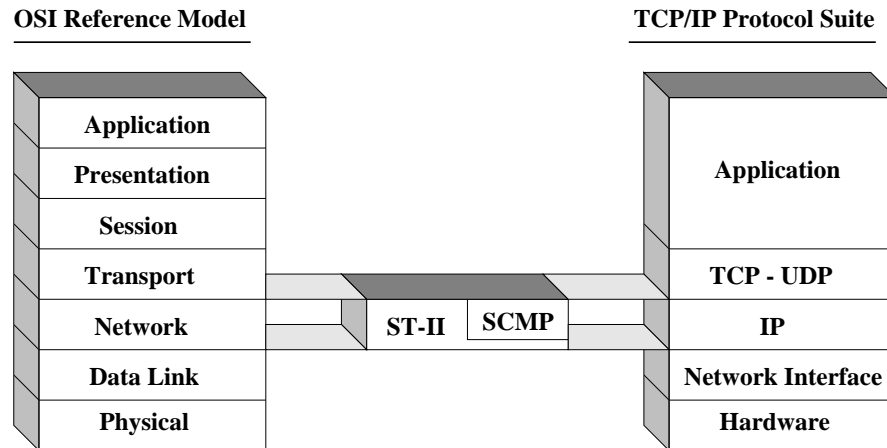 OSI Reference Model
TCP/IP Protocol Suite
Application
Presentation
Session
Transport
Network
Data Link
Physical
ST-II
SCMP
Application
TCP - UDP
IP
Network Interface
Hardware